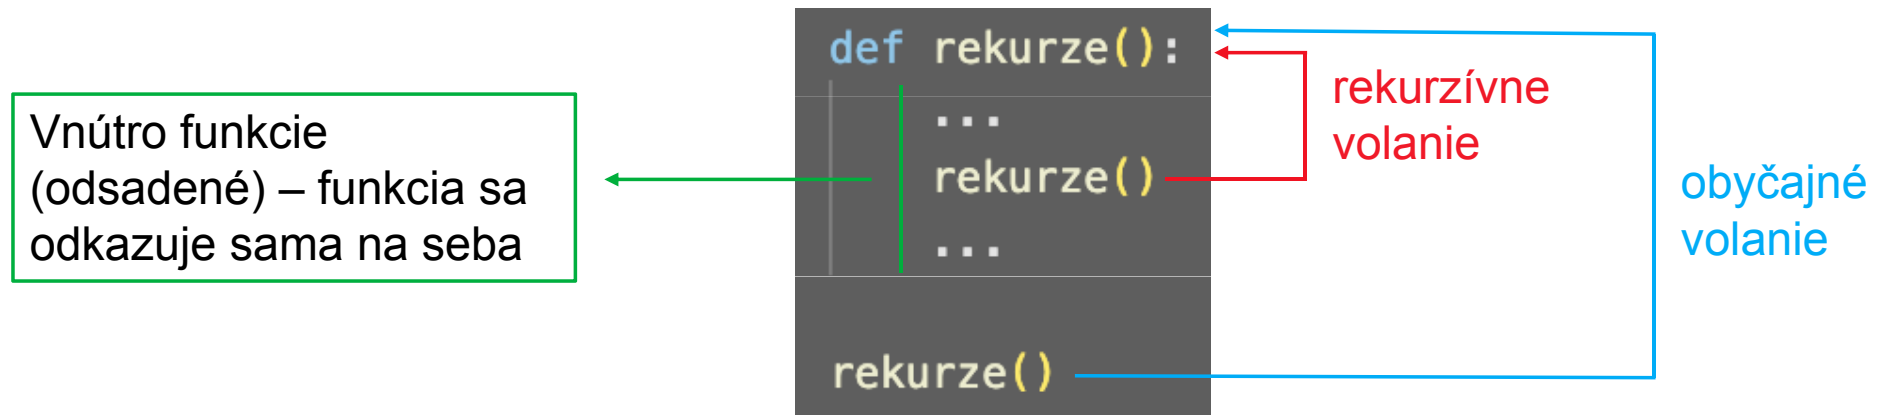 Vnútro funkcie
(odsadené) – funkcia sa
odkazuje sama na seba
def rekurze():
...
rekurze()
...
rekurze()
rekurzívne
volanie
obyčajné
volanie